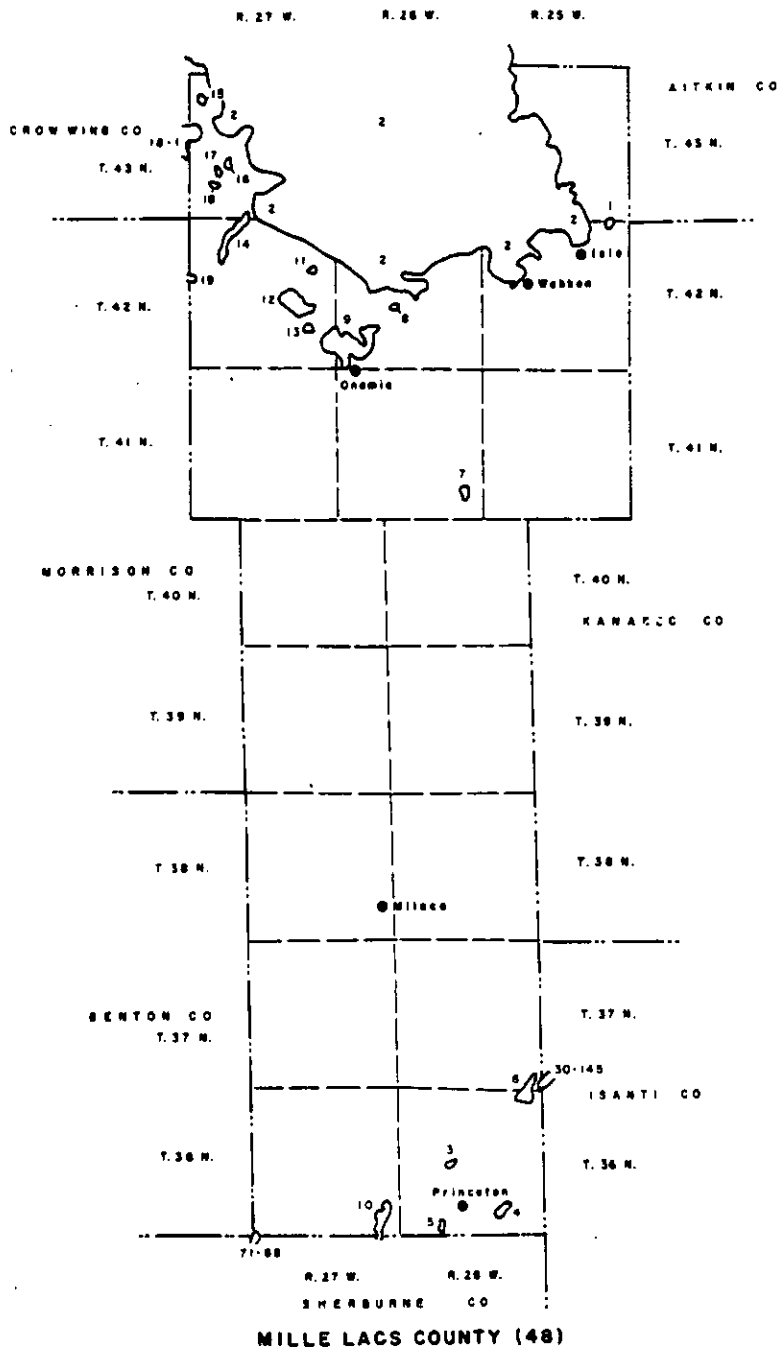 R. 27 W. R. 26 W. R. 25 W.
AITKIN CO
15
2
2
CROW WING CO
18-1
T. 43 N.
T. 43 N.
17
16
18
2
2
1
14
2
2
11
Isle
19
Wahkon
12
T. 42 N.
T. 42 N.
9
8
13
Onamia
T. 41 N.
T. 41 N.
7
MORRISON CO
T. 40 N.
T. 40 N.
KANABEC CO
T. 39 N.
T. 39 N.
T. 38 N.
T. 38 N.
Milaca
BENTON CO
T. 37 N.
T. 37 N.
6
30-145
ISANTI CO
T. 36 N.
3
T. 36 N.
Princeton
10
4
5
R. 27 W. R. 26 W.
SHERBURNE CO
MILLE LACS COUNTY (48)